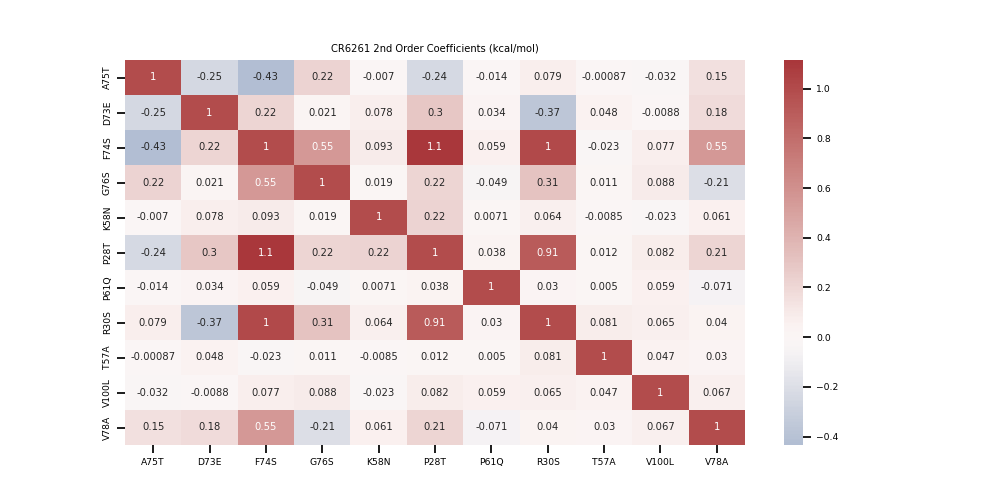 CR6261 2nd Order Coefficients (kcal/mol)
A75T 1 -0.25 -0.43 0.22 -0.007 -0.24 -0.014 0.079 -0.00087 -0.032 0.15
D73E -0.25 1 0.22 0.021 0.078 0.3 0.034 -0.37 0.048 -0.0088 0.18
F74S -0.43 0.22 1 0.55 0.093 1.1 0.059 1 -0.023 0.077 0.55
G76S 0.22 0.021 0.55 1 0.019 0.22 -0.049 0.31 0.011 0.088 -0.21
K58N -0.007 0.078 0.093 0.019 1 0.22 0.0071 0.064 -0.0085 -0.023 0.061
P28T -0.24 0.3 1.1 0.22 0.22 1 0.038 0.91 0.012 0.082 0.21
P61Q -0.014 0.034 0.059 -0.049 0.0071 0.038 1 0.03 0.005 0.059 -0.071
R30S 0.079 -0.37 1 0.31 0.064 0.91 0.03 1 0.081 0.065 0.04
T57A -0.00087 0.048 -0.023 0.011 -0.0085 0.012 0.005 0.081 1 0.047 0.03
V100L -0.032 -0.0088 0.077 0.088 -0.023 0.082 0.059 0.065 0.047 1 0.067
V78A 0.15 0.18 0.55 -0.21 0.061 0.21 -0.071 0.04 0.03 0.067 1
A75T D73E F74S G76S K58N P28T P61Q R30S T57A V100L V78A
1.0
0.8
0.6
0.4
0.2
0.0
−0.2
−0.4